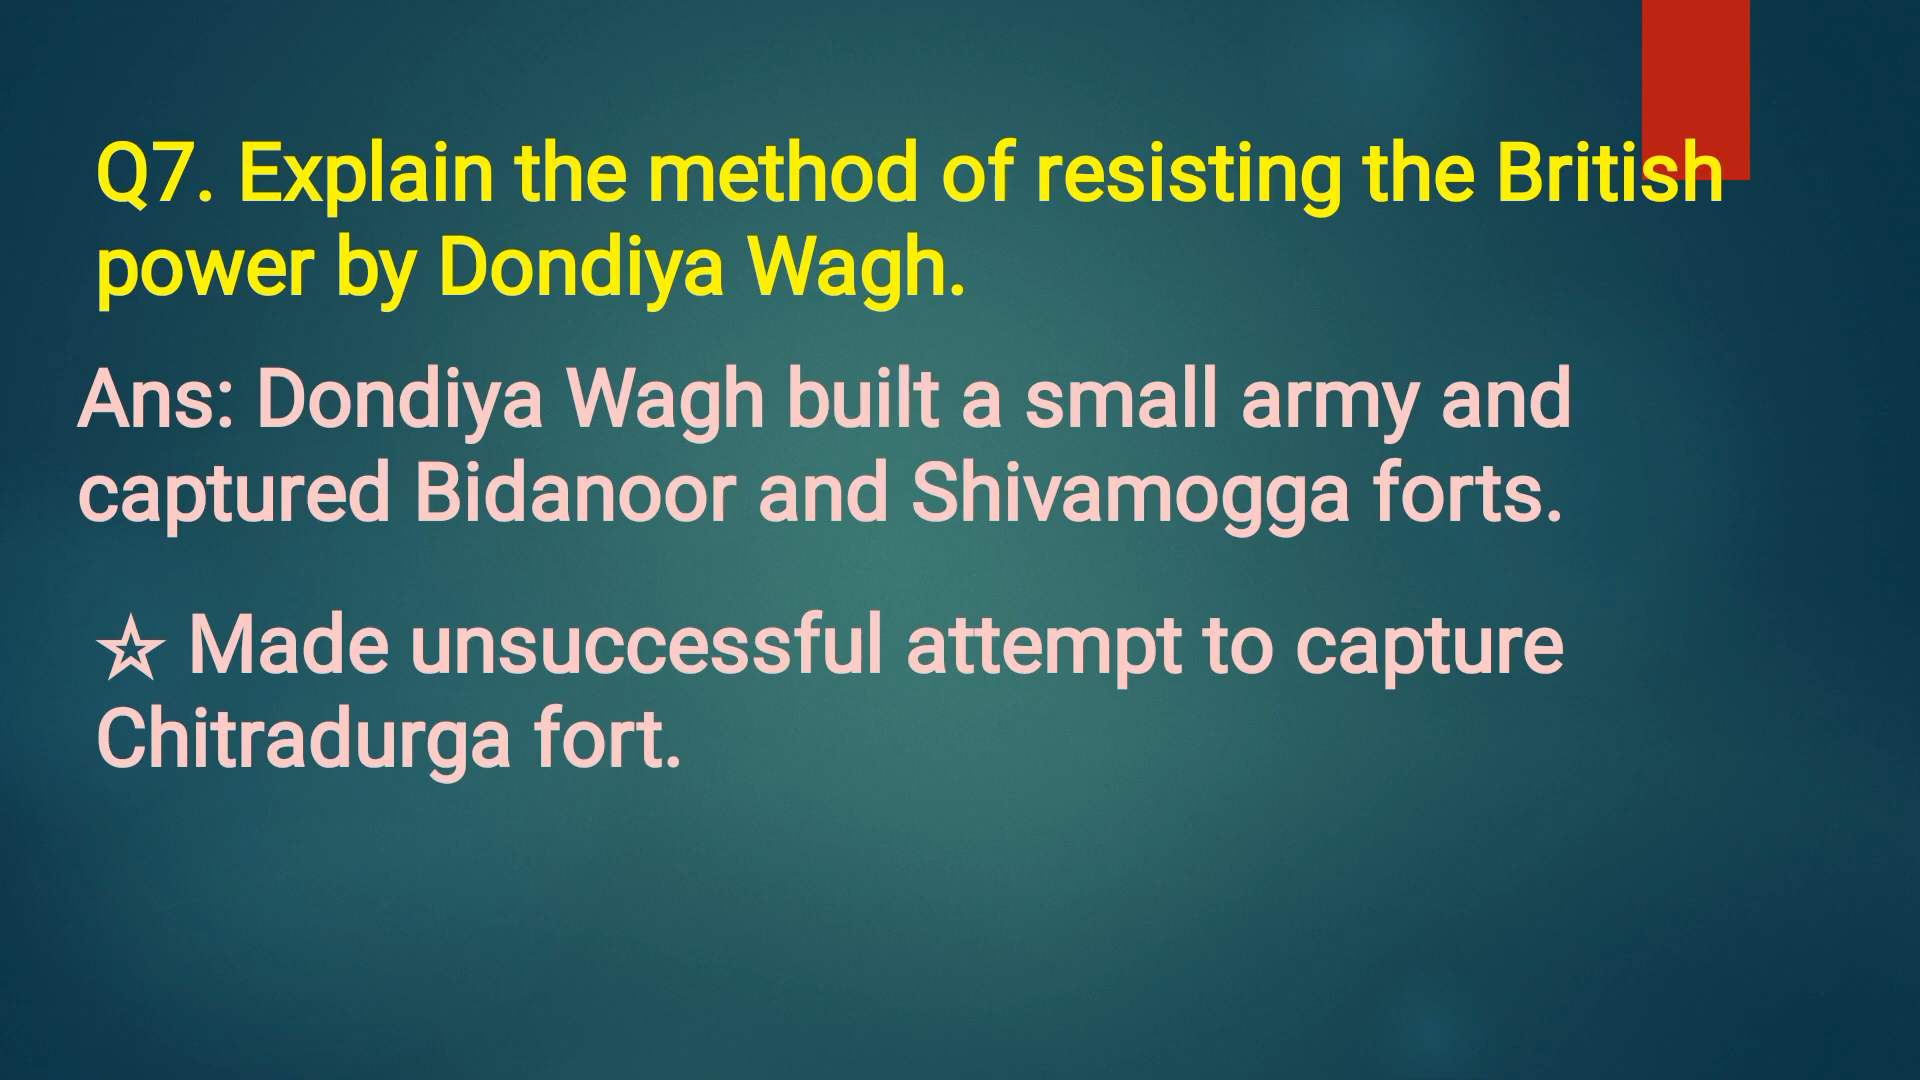 Q7. Explain the method of resisting the British
power by Dondiya Wagh.
Ans: Dondiya Wagh built a small army and
captured Bidanoor and Shivamogga forts.
☆ Made unsuccessful attempt to capture
Chitradurga fort.